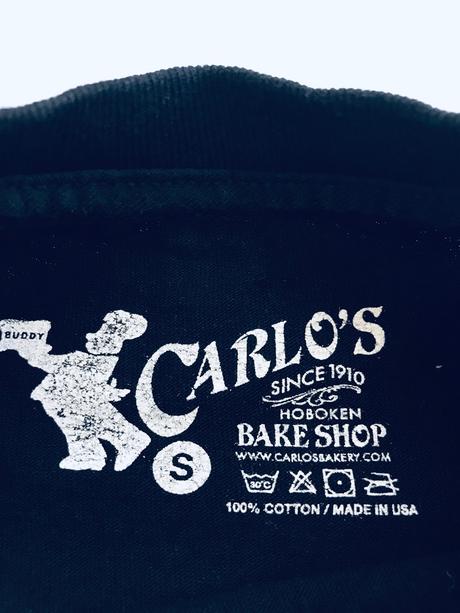 BUDDY
CARLO'S
SINCE 1910
HOBOKEN
BAKE SHOP
WWW.CARLOSBAKERY.COM
S
30°C
100% COTTON / MADE IN USA